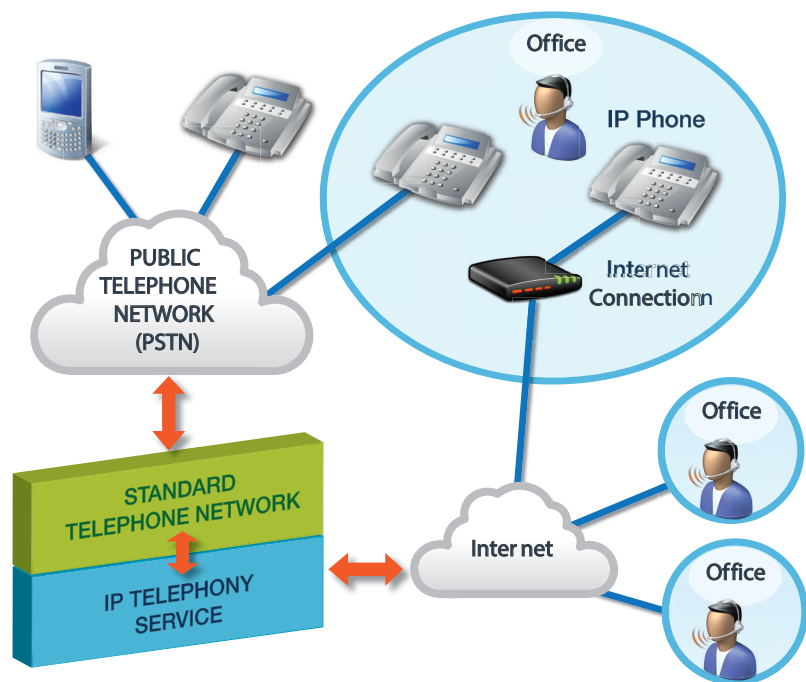 Office
IP Phone
PUBLIC
TELEPHONE
NETWORK
(PSTN)
Internet
Connection
Office
STANDARD
TELEPHONE NETWORK
Internet
IP TELEPHONY
SERVICE
Office